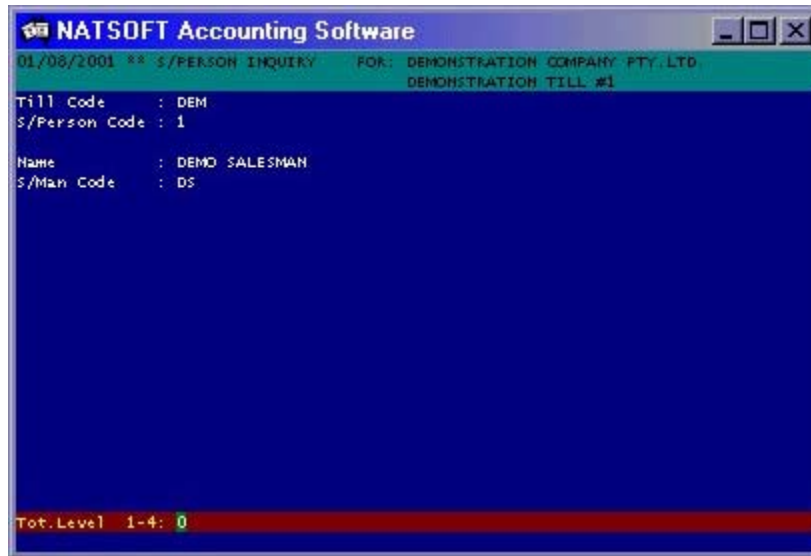 NATSOFT Accounting Software
01/08/2001 ** S/PERSON INQUIRY FOR: DEMONSTRATION COMPANY PTY.LTD.
DEMONSTRATION TILL #1
Till Code : DEM
S/Person Code : 1
Name : DEMO SALESMAN
S/Man Code : DS
Tot.Level 1-4: 0